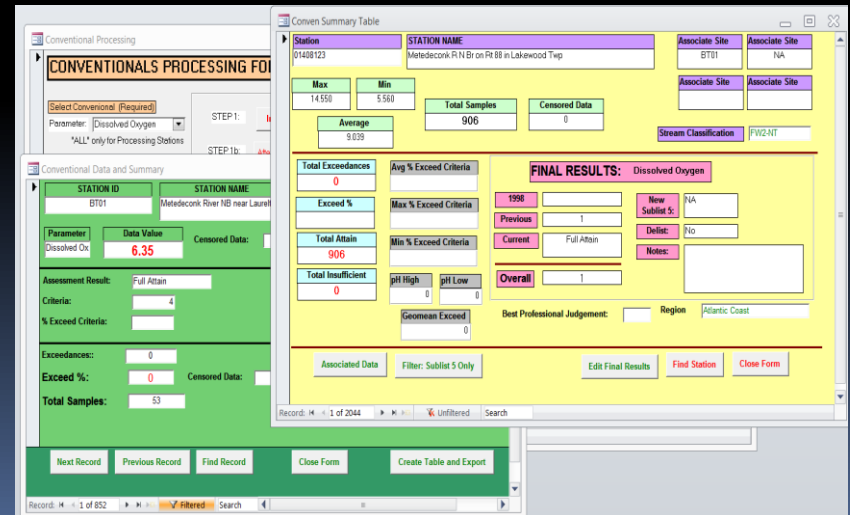 Conventional Processing
CONVENTIONALS PROCESSING FO
Select Convenional (Required)
Parameter: Dissolved Oxygen
"ALL" only for Processing Stations
STEP 1:
STEP 1b:
Conventional Data and Summary
STATION ID STATION NAME
BT01 Metedeconk River NB near Laurelt
Parameter Data Value Censored Data:
Dissolved Ox 6.35
Assessment Result: Full Attain
Criteria: 4
% Exceed Criteria:
Exceedances:: 0
Exceed %: 0 Censored Data:
Total Samples: 53
Next Record Previous Record Find Record Close Form Create Table and Export
Record: 1 of 852 Filtered Search
Conven Summary Table
Station STATION NAME Associate Site Associate Site
01408123 Metedeconk R N Br on Rt 88 in Lakewood Twp BT01 NA
Associate Site Associate Site
Max Min
14.550 5.560
Total Samples Censored Data
906 0
Average
9.039
Stream Classification FW2-NT
Total Exceedances Avg % Exceed Criteria
0
Exceed % Max % Exceed Criteria
Total Attain Min % Exceed Criteria
906
Total Insufficient pH High pH Low
0 0 0
Geomean Exceed
0
FINAL RESULTS: Dissolved Oxygen
1998 New Sublist 5: NA
Previous 1
Current Full Attain Delist: No
Notes:
Overall 1
Best Professional Judgement: Region Atlantic Coast
Associated Data Filter: Sublist 5 Only Edit Final Results Find Station Close Form
Record: 1 of 2044 Unfiltered Search